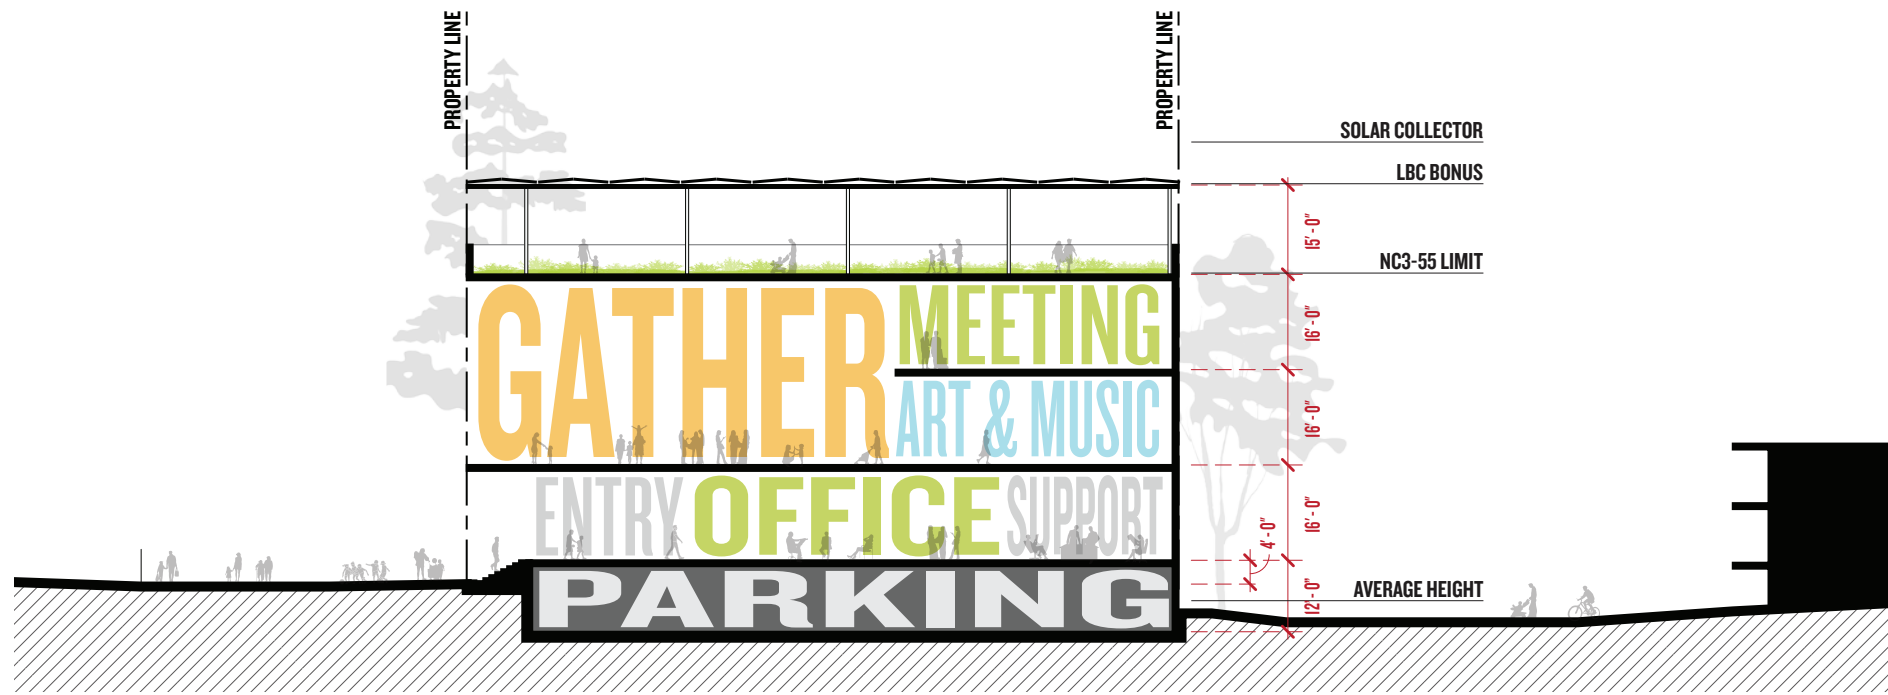 PROPERTY LINE
PROPERTY LINE
SOLAR COLLECTOR
LBC BONUS
15'-0"
NC3-55 LIMIT
GATHER
MEETING
16'-0"
ART & MUSIC
16'-0"
ENTRY OFFICE SUPPORT
16'-0"
4'-0"
PARKING
AVERAGE HEIGHT
12'-0"